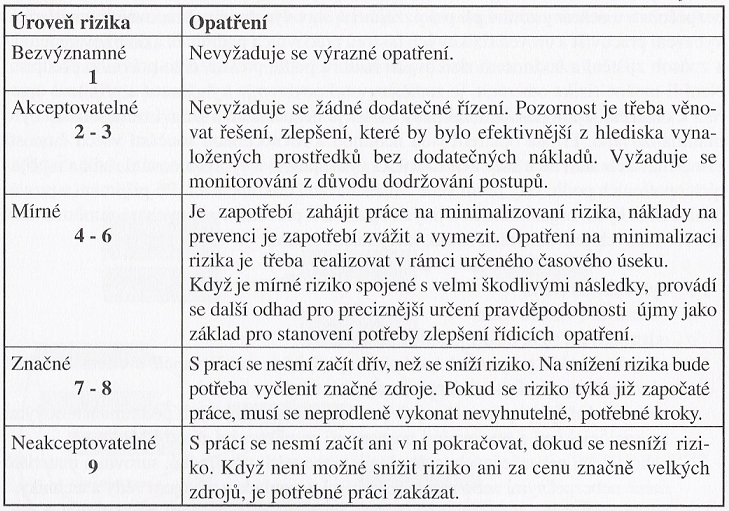 Úroveň rizika Opatření
Bezvýznamné Nevyžaduje se výrazné opatření.
1
Akceptovatelné Nevyžaduje se žádné dodatečné řízení. Pozornost je třeba věno-
2 - 3 vat řešení, zlepšení, které by bylo efektivnější z hlediska vyna-
ložených prostředků bez dodatečných nákladů. Vyžaduje se
monitorování z důvodu dodržování postupů.
Mírné Je zapotřebí zahájit práce na minimalizovaní rizika, náklady na
4 - 6 prevenci je zapotřebí zvážit a vymezit. Opatření na minimalizaci
rizika je třeba realizovat v rámci určeného časového úseku.
Když je mírné riziko spojené s velmi škodlivými následky, provádí
se další odhad pro preciznější určení pravděpodobnosti újmy jako
základ pro stanovení potřeby zlepšení řídicích opatření.
Značné S prací se nesmí začít dřív, než se sníží riziko. Na snížení rizika bude
7 - 8 potřeba vyčlenit značné zdroje. Pokud se riziko týká již započaté
práce, musí se neprodleně vykonat nevyhnutelné, potřebné kroky.
Neakceptovatelné S prácí se nesmí začít ani v ní pokračovat, dokud se nesníží rizi-
9 ko. Když není možné snížit riziko ani za cenu značně velkých
zdrojů, je potřebné práci zakázat.